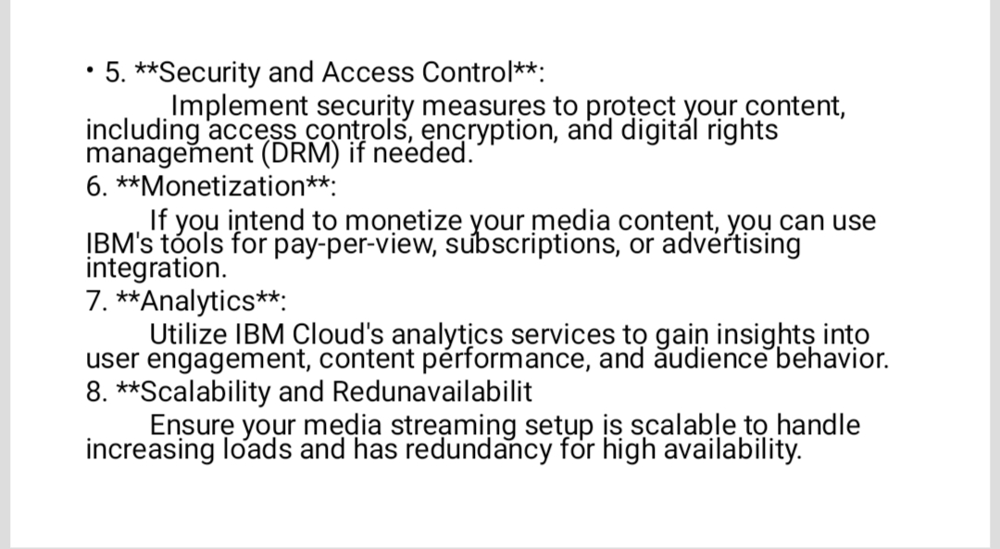 • 5. **Security and Access Control**:
Implement security measures to protect your content,
including access controls, encryption, and digital rights
management (DRM) if needed.
6. **Monetization**:
If you intend to monetize your media content, you can use
IBM's tools for pay-per-view, subscriptions, or advertising
integration.
7. **Analytics**:
Utilize IBM Cloud's analytics services to gain insights into
user engagement, content performance, and audience behavior.
8. **Scalability and Redunavailabilit
Ensure your media streaming setup is scalable to handle
increasing loads and has redundancy for high availability.